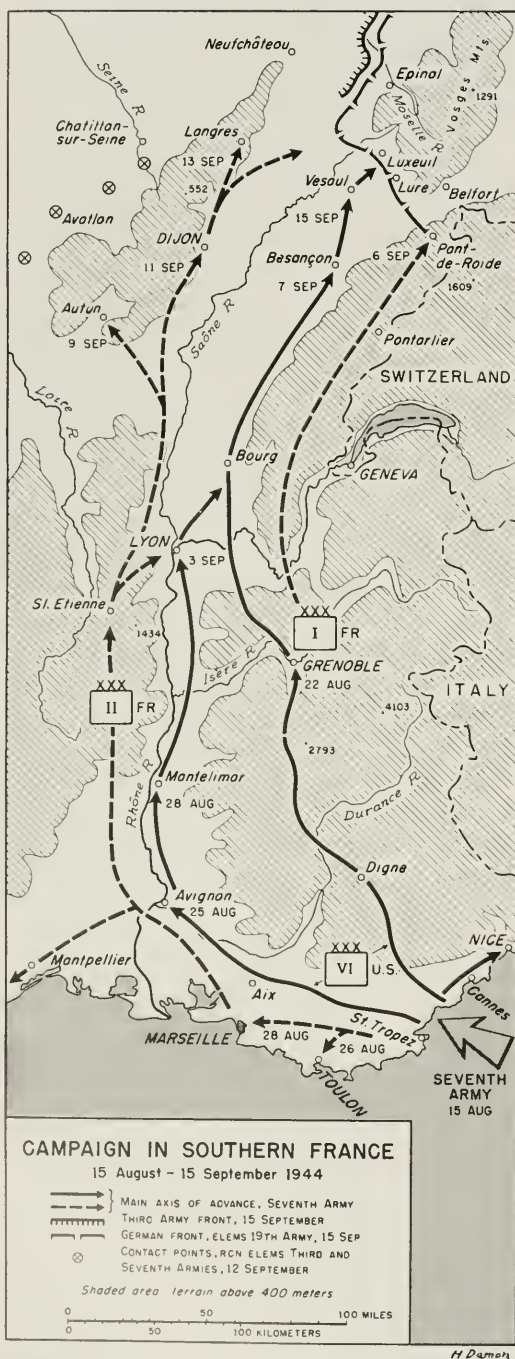 Neufchâteau
Seine R
Epinal
Moselle R
Vosges Mts.
1291
Chatillan-
sur-Seine
Langres
13 SEP
552
Luxeuil
Vesoul
Lure
Belfort
Avallon
15 SEP
DIJON
11 SEP
Besançon
7 SEP
6 SEP
Pont-
de-Roide
1609
Autun
9 SEP
Saône R
Pontarlier
SWITZERLAND
Loire R
Bourg
GENEVA
LYON
3 SEP
St. Etienne
XXX
I FR
1434
Isère R
GRENOBLE
22 AUG
XXX
II FR
ITALY
4103
2793
Montelimar
28 AUG
Rhône R
Durance R
Digne
Avignon
25 AUG
XXX
VI U.S.
NICE
Montpellier
Aix
Cannes
St. Tropez
MARSEILLE
28 AUG
26 AUG
TOULON
SEVENTH
ARMY
15 AUG
CAMPAIGN IN SOUTHERN FRANCE
15 August – 15 September 1944
MAIN AXIS OF ADVANCE, SEVENTH ARMY
THIRD ARMY FRONT, 15 SEPTEMBER
GERMAN FRONT, ELEMS 19TH ARMY, 15 SEP
CONTACT POINTS, RCN ELEMS THIRD AND
SEVENTH ARMIES, 12 SEPTEMBER
Shaded area terrain above 400 meters
0 50 100 MILES
0 50 100 KILOMETERS
H Damon